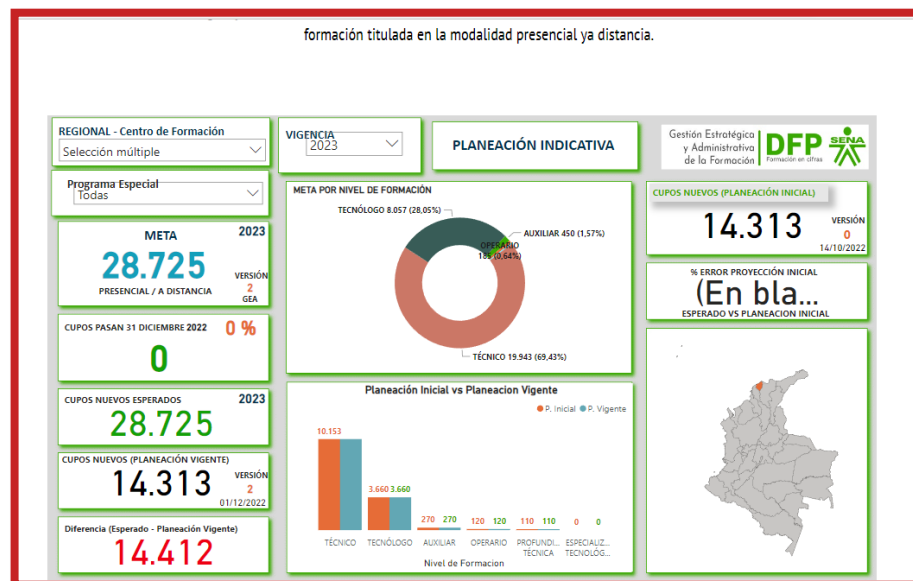 formación titulada en la modalidad presencial ya distancia.
REGIONAL - Centro de Formación
Selección múltiple
VIGENCIA
2023
PLANEACIÓN INDICATIVA
Gestión Estratégica
y Administrativa
de la Formación
DFP
Formación en cifras
SENA
Programa Especial
Todas
META
2023
28.725
PRESENCIAL / A DISTANCIA
VERSIÓN
2
GEA
CUPOS PASAN 31 DICIEMBRE 2022
0 %
0
CUPOS NUEVOS ESPERADOS
2023
28.725
CUPOS NUEVOS (PLANEACIÓN VIGENTE)
14.313
VERSIÓN
2
01/12/2022
Diferencia (Esperado - Planeación Vigente)
14.412
META POR NIVEL DE FORMACIÓN
TECNÓLOGO 8.057 (28,05%)
AUXILIAR 450 (1,57%)
OPERARIO
185 (0,64%)
TÉCNICO 19.943 (69,43%)
Planeación Inicial vs Planeacion Vigente
P. Inicial P. Vigente
10.153
3.660 3.660
270 270
120 120
110 110
0 0
TÉCNICO TECNÓLOGO AUXILIAR OPERARIO PROFUNDI... ESPECIALIZ...
TÉCNICA TECNOLÓG...
Nivel de Formacion
CUPOS NUEVOS (PLANEACIÓN INICIAL)
14.313
VERSIÓN
0
14/10/2022
% ERROR PROYECCIÓN INICIAL
(En bla...
ESPERADO VS PLANEACION INICIAL